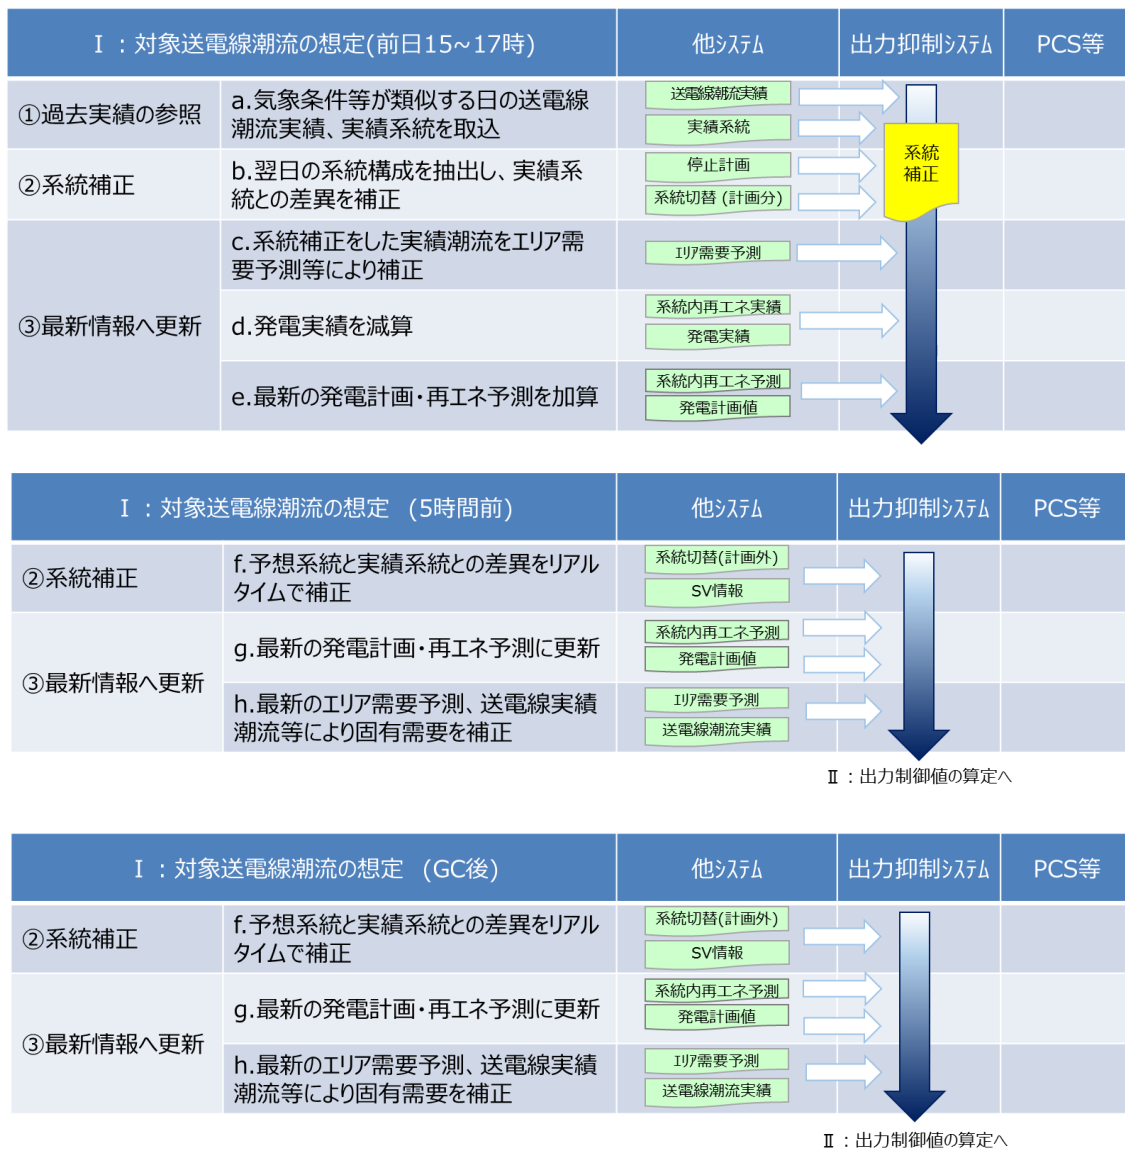 Ⅰ：対象送電線潮流の想定(前日15~17時)
他ｼｽﾃﾑ
出力抑制ｼｽﾃﾑ
PCS等
①過去実績の参照
a.気象条件等が類似する日の送電線
潮流実績、実績系統を取込
送電線潮流実績
実績系統
②系統補正
b.翌日の系統構成を抽出し、実績系
統との差異を補正
停止計画
系統切替 (計画分)
系統
補正
③最新情報へ更新
c.系統補正をした実績潮流をエリア需
要予測等により補正
ｴﾘｱ需要予測
d.発電実績を減算
系統内再エネ実績
発電実績
e.最新の発電計画・再エネ予測を加算
系統内再エネ予測
発電計画値
Ⅰ：対象送電線潮流の想定 (5時間前)
他ｼｽﾃﾑ
出力抑制ｼｽﾃﾑ
PCS等
②系統補正
f.予想系統と実績系統との差異をリアル
タイムで補正
系統切替(計画外)
SV情報
③最新情報へ更新
g.最新の発電計画・再エネ予測に更新
系統内再エネ予測
発電計画値
h.最新のエリア需要予測、送電線実績
潮流等により固有需要を補正
ｴﾘｱ需要予測
送電線潮流実績
Ⅱ：出力制御値の算定へ
Ⅰ：対象送電線潮流の想定 (GC後)
他ｼｽﾃﾑ
出力抑制ｼｽﾃﾑ
PCS等
②系統補正
f.予想系統と実績系統との差異をリアル
タイムで補正
系統切替(計画外)
SV情報
③最新情報へ更新
g.最新の発電計画・再エネ予測に更新
系統内再エネ予測
発電計画値
h.最新のエリア需要予測、送電線実績
潮流等により固有需要を補正
ｴﾘｱ需要予測
送電線潮流実績
Ⅱ：出力制御値の算定へ